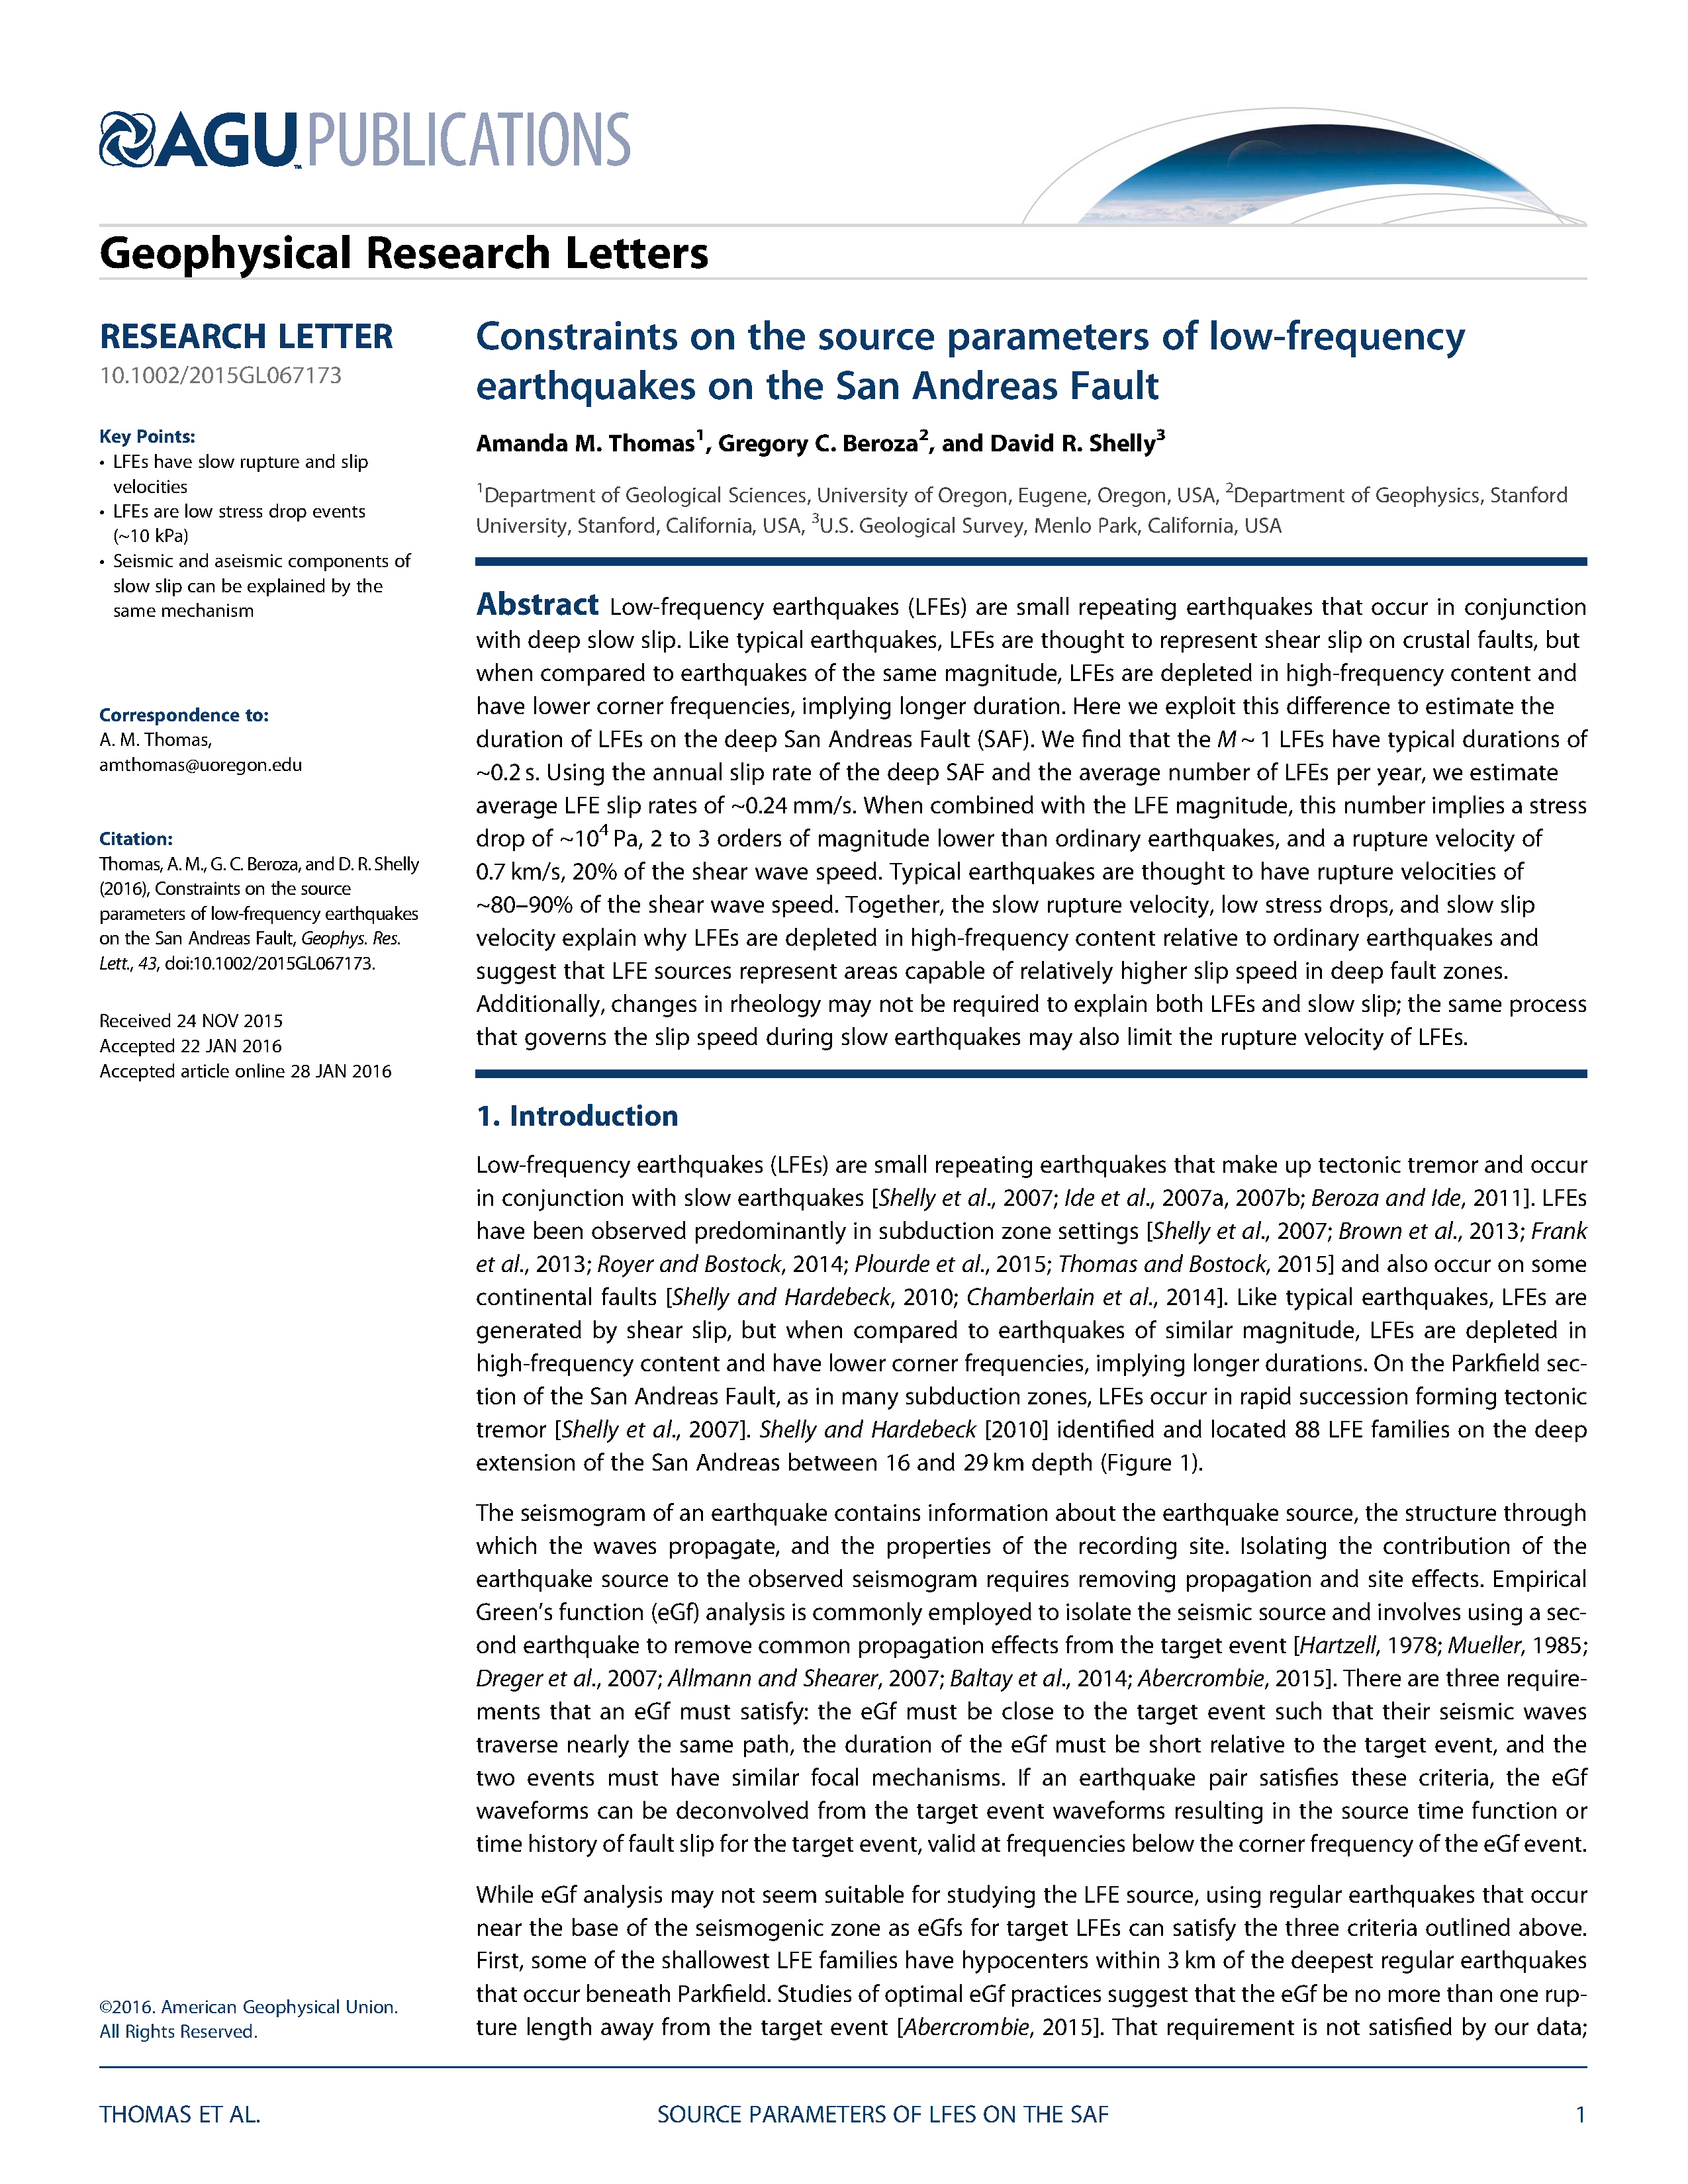 AGU PUBLICATIONS
Geophysical Research Letters
RESEARCH LETTER
10.1002/2015GL067173
Key Points:
• LFEs have slow rupture and slip
velocities
• LFEs are low stress drop events
(~10 kPa)
• Seismic and aseismic components of
slow slip can be explained by the
same mechanism
Correspondence to:
A. M. Thomas,
amthomas@uoregon.edu
Citation:
Thomas, A. M., G. C. Beroza, and D. R. Shelly
(2016), Constraints on the source
parameters of low-frequency earthquakes
on the San Andreas Fault, Geophys. Res.
Lett., 43, doi:10.1002/2015GL067173.
Received 24 NOV 2015
Accepted 22 JAN 2016
Accepted article online 28 JAN 2016
©2016. American Geophysical Union.
All Rights Reserved.
Constraints on the source parameters of low-frequency
earthquakes on the San Andreas Fault
Amanda M. Thomas1, Gregory C. Beroza2, and David R. Shelly3
1Department of Geological Sciences, University of Oregon, Eugene, Oregon, USA, 2Department of Geophysics, Stanford
University, Stanford, California, USA, 3U.S. Geological Survey, Menlo Park, California, USA
Abstract Low-frequency earthquakes (LFEs) are small repeating earthquakes that occur in conjunction
with deep slow slip. Like typical earthquakes, LFEs are thought to represent shear slip on crustal faults, but
when compared to earthquakes of the same magnitude, LFEs are depleted in high-frequency content and
have lower corner frequencies, implying longer duration. Here we exploit this difference to estimate the
duration of LFEs on the deep San Andreas Fault (SAF). We find that the M ~ 1 LFEs have typical durations of
~0.2 s. Using the annual slip rate of the deep SAF and the average number of LFEs per year, we estimate
average LFE slip rates of ~0.24 mm/s. When combined with the LFE magnitude, this number implies a stress
drop of ~10^4 Pa, 2 to 3 orders of magnitude lower than ordinary earthquakes, and a rupture velocity of
0.7 km/s, 20% of the shear wave speed. Typical earthquakes are thought to have rupture velocities of
~80–90% of the shear wave speed. Together, the slow rupture velocity, low stress drops, and slow slip
velocity explain why LFEs are depleted in high-frequency content relative to ordinary earthquakes and
suggest that LFE sources represent areas capable of relatively higher slip speed in deep fault zones.
Additionally, changes in rheology may not be required to explain both LFEs and slow slip; the same process
that governs the slip speed during slow earthquakes may also limit the rupture velocity of LFEs.
1. Introduction
Low-frequency earthquakes (LFEs) are small repeating earthquakes that make up tectonic tremor and occur
in conjunction with slow earthquakes [Shelly et al., 2007; Ide et al., 2007a, 2007b; Beroza and Ide, 2011]. LFEs
have been observed predominantly in subduction zone settings [Shelly et al., 2007; Brown et al., 2013; Frank
et al., 2013; Royer and Bostock, 2014; Plourde et al., 2015; Thomas and Bostock, 2015] and also occur on some
continental faults [Shelly and Hardebeck, 2010; Chamberlain et al., 2014]. Like typical earthquakes, LFEs are
generated by shear slip, but when compared to earthquakes of similar magnitude, LFEs are depleted in
high-frequency content and have lower corner frequencies, implying longer durations. On the Parkfield sec-
tion of the San Andreas Fault, as in many subduction zones, LFEs occur in rapid succession forming tectonic
tremor [Shelly et al., 2007]. Shelly and Hardebeck [2010] identified and located 88 LFE families on the deep
extension of the San Andreas between 16 and 29 km depth (Figure 1).
The seismogram of an earthquake contains information about the earthquake source, the structure through
which the waves propagate, and the properties of the recording site. Isolating the contribution of the
earthquake source to the observed seismogram requires removing propagation and site effects. Empirical
Green's function (eGf) analysis is commonly employed to isolate the seismic source and involves using a sec-
ond earthquake to remove common propagation effects from the target event [Hartzell, 1978; Mueller, 1985;
Dreger et al., 2007; Allmann and Shearer, 2007; Baltay et al., 2014; Abercrombie, 2015]. There are three require-
ments that an eGf must satisfy: the eGf must be close to the target event such that their seismic waves
traverse nearly the same path, the duration of the eGf must be short relative to the target event, and the
two events must have similar focal mechanisms. If an earthquake pair satisfies these criteria, the eGf
waveforms can be deconvolved from the target event waveforms resulting in the source time function or
time history of fault slip for the target event, valid at frequencies below the corner frequency of the eGf event.
While eGf analysis may not seem suitable for studying the LFE source, using regular earthquakes that occur
near the base of the seismogenic zone as eGfs for target LFEs can satisfy the three criteria outlined above.
First, some of the shallowest LFE families have hypocenters within 3 km of the deepest regular earthquakes
that occur beneath Parkfield. Studies of optimal eGf practices suggest that the eGf be no more than one rup-
ture length away from the target event [Abercrombie, 2015]. That requirement is not satisfied by our data;
THOMAS ET AL. SOURCE PARAMETERS OF LFES ON THE SAF 1